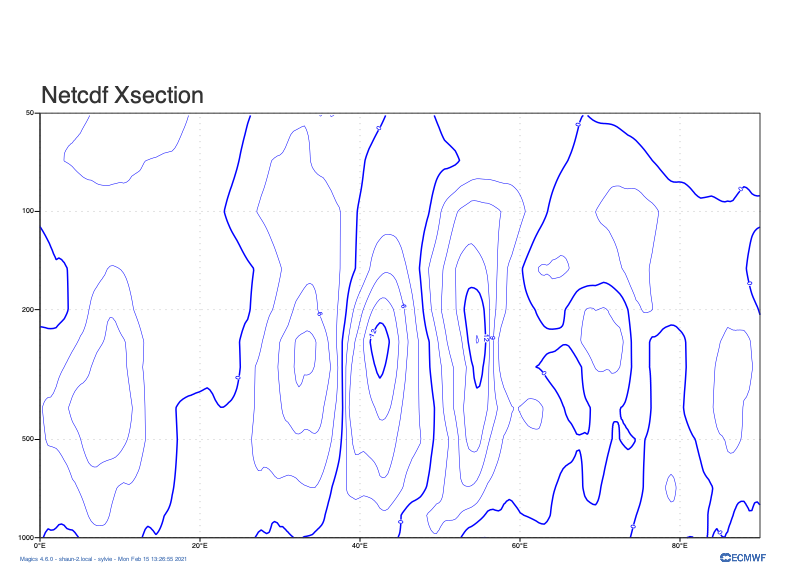 Netcdf Xsection
50
100
200
500
1000
0°E 20°E 40°E 60°E 80°E
Magics 4.6.0 - shaun-2.local - sylvie - Mon Feb 15 13:26:55 2021
ECMWF